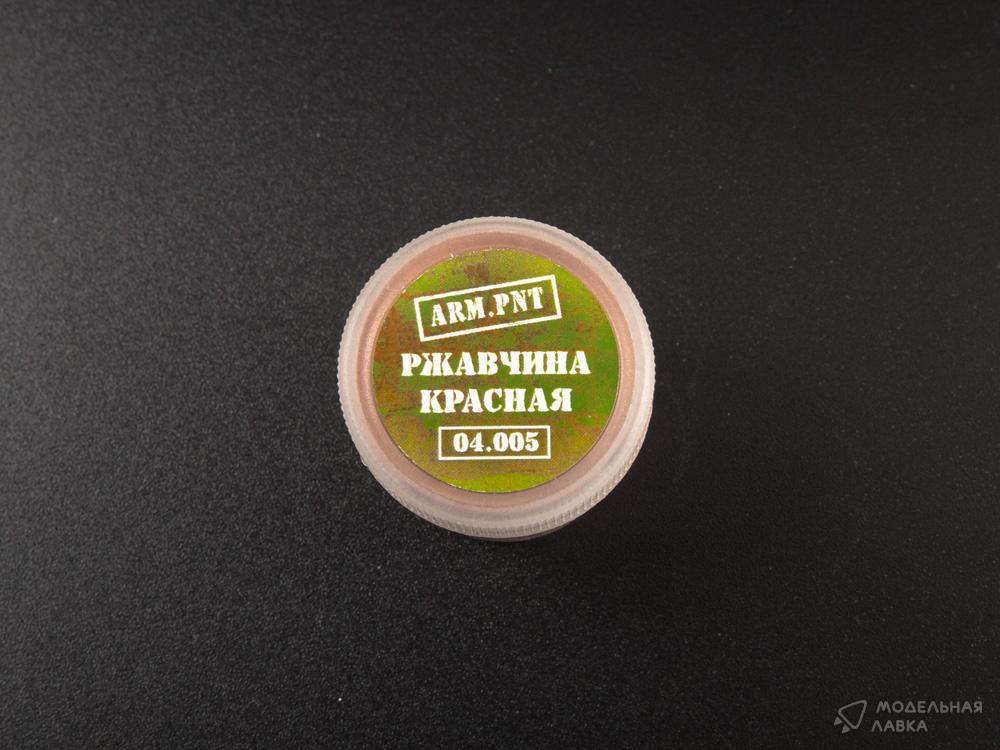 ARM.PNT
РЖАВЧИНА
КРАСНАЯ
04.005
МОДЕЛЬНАЯ
ЛАВКА